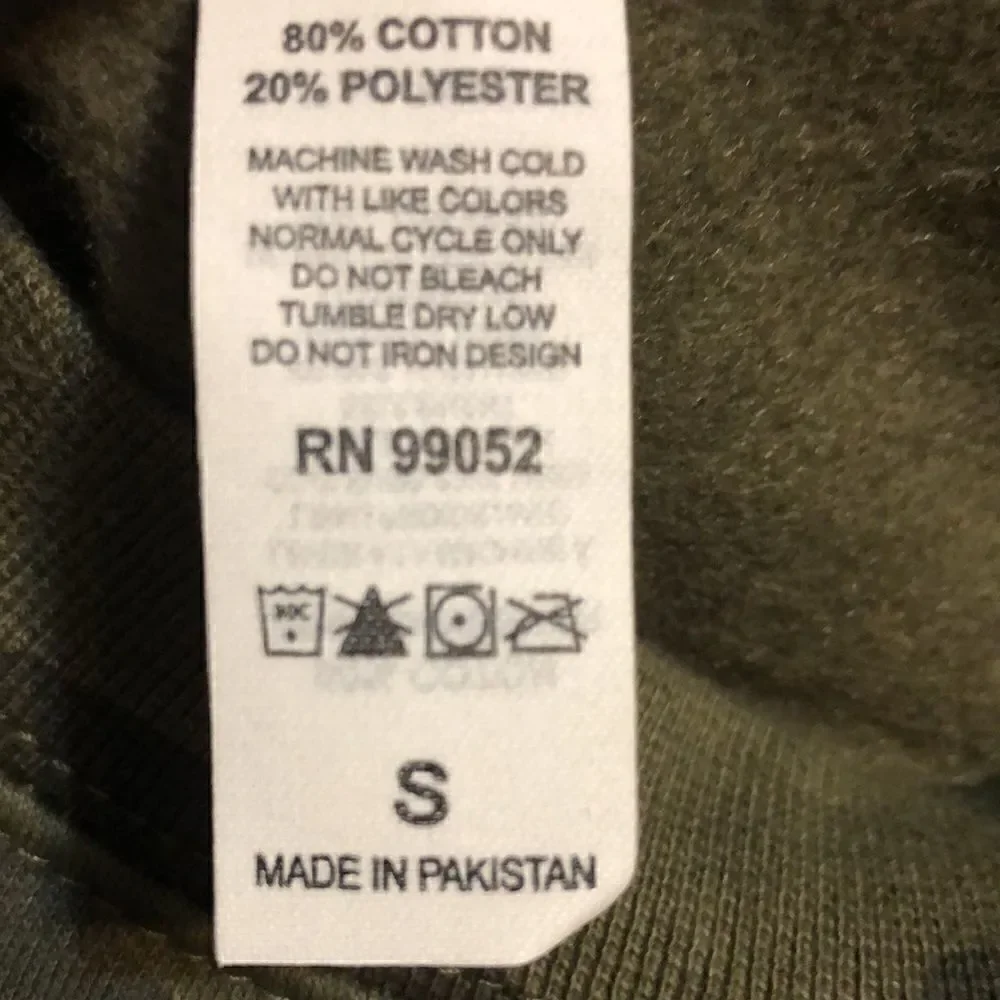 80% COTTON
20% POLYESTER
MACHINE WASH COLD
WITH LIKE COLORS
NORMAL CYCLE ONLY
DO NOT BLEACH
TUMBLE DRY LOW
DO NOT IRON DESIGN
RN 99052
S
MADE IN PAKISTAN